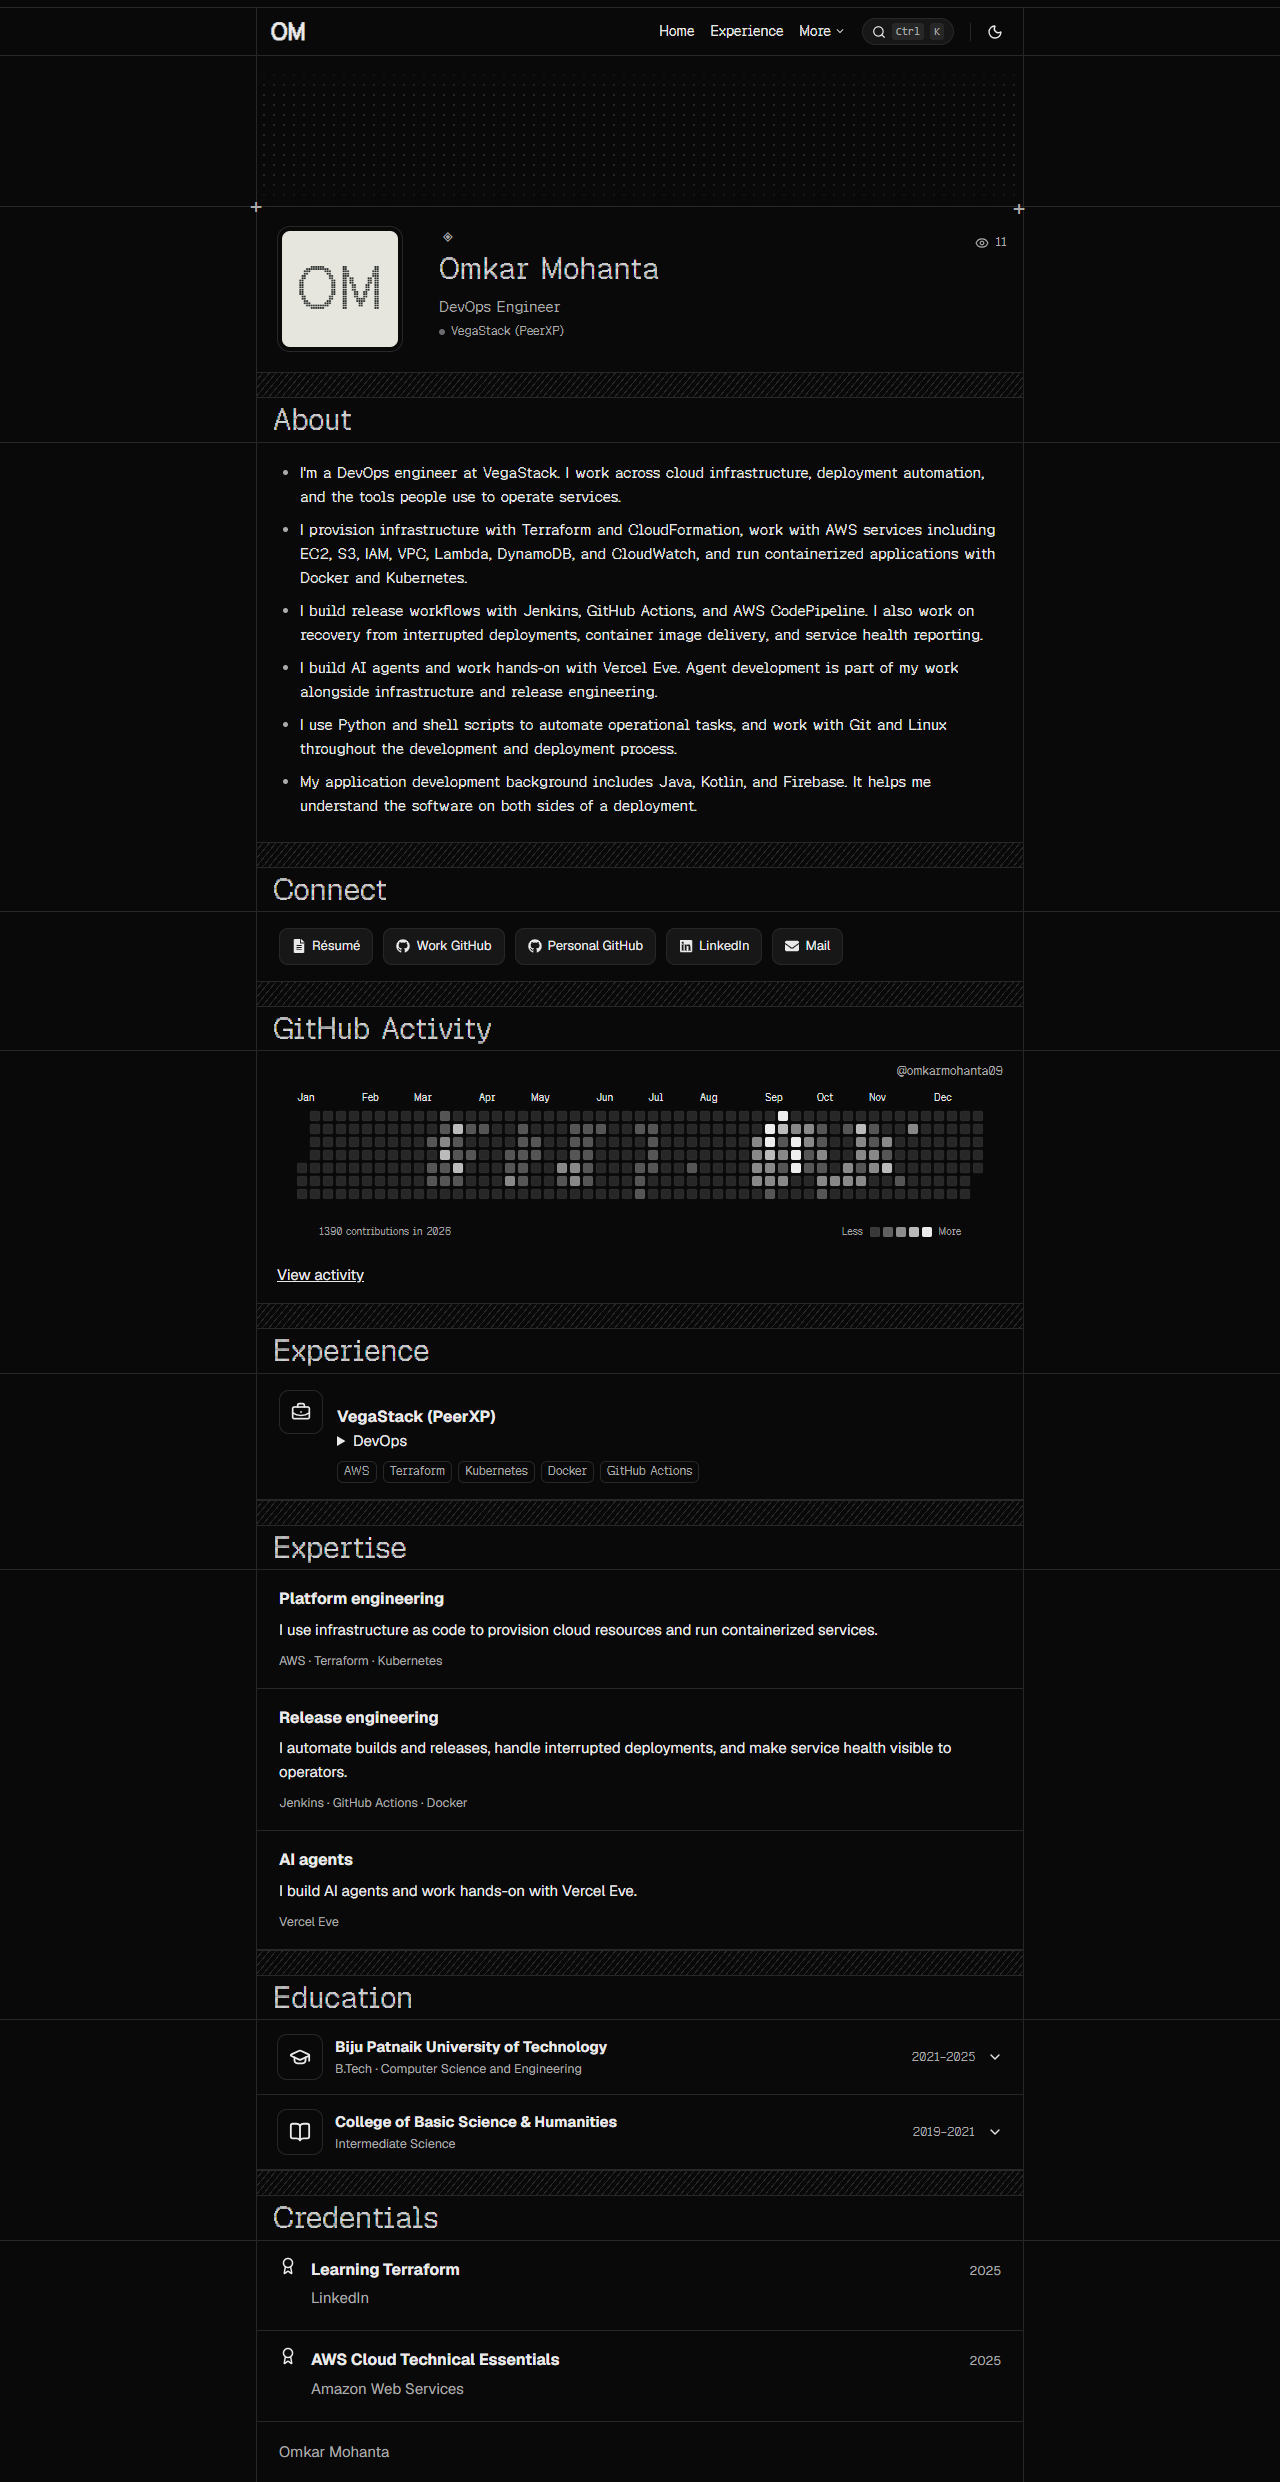 OM
Home Experience More Ctrl K
11
OM
Omkar Mohanta
DevOps Engineer
VegaStack (PeerXP)
About
I'm a DevOps engineer at VegaStack. I work across cloud infrastructure, deployment automation,
and the tools people use to operate services.
I provision infrastructure with Terraform and CloudFormation, work with AWS services including
EC2, S3, IAM, VPC, Lambda, DynamoDB, and CloudWatch, and run containerized applications with
Docker and Kubernetes.
I build release workflows with Jenkins, GitHub Actions, and AWS CodePipeline. I also work on
recovery from interrupted deployments, container image delivery, and service health reporting.
I build AI agents and work hands-on with Vercel Eve. Agent development is part of my work
alongside infrastructure and release engineering.
I use Python and shell scripts to automate operational tasks, and work with Git and Linux
throughout the development and deployment process.
My application development background includes Java, Kotlin, and Firebase. It helps me
understand the software on both sides of a deployment.
Connect
Résumé Work GitHub Personal GitHub LinkedIn Mail
GitHub Activity
@omkarmohanta09
Jan Feb Mar Apr May Jun Jul Aug Sep Oct Nov Dec
1390 contributions in 2026 Less More
View activity
Experience
VegaStack (PeerXP)
DevOps
AWS Terraform Kubernetes Docker GitHub Actions
Expertise
Platform engineering
I use infrastructure as code to provision cloud resources and run containerized services.
AWS · Terraform · Kubernetes
Release engineering
I automate builds and releases, handle interrupted deployments, and make service health visible to
operators.
Jenkins · GitHub Actions · Docker
AI agents
I build AI agents and work hands-on with Vercel Eve.
Vercel Eve
Education
Biju Patnaik University of Technology 2021–2025
B.Tech · Computer Science and Engineering
College of Basic Science & Humanities 2019–2021
Intermediate Science
Credentials
Learning Terraform 2025
LinkedIn
AWS Cloud Technical Essentials 2025
Amazon Web Services
Omkar Mohanta